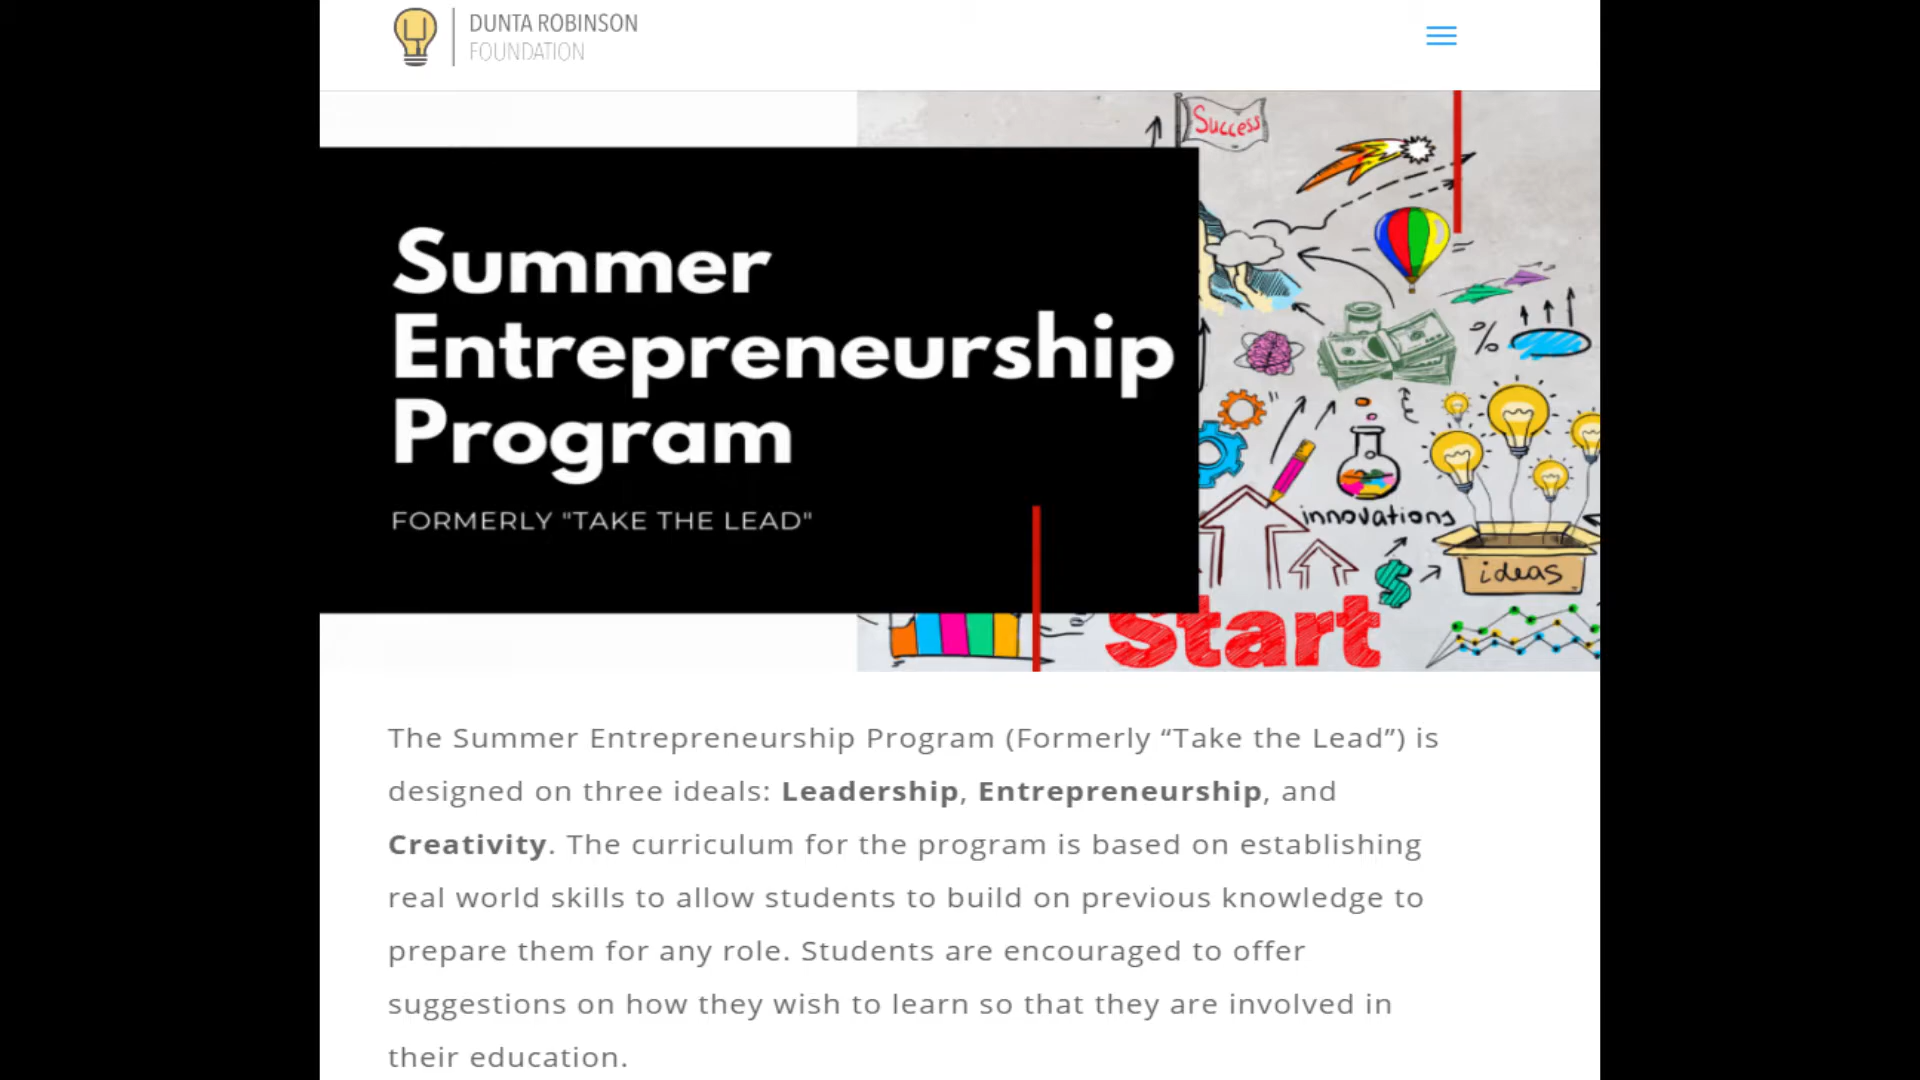 DUNTA ROBINSON
FOUNDATION
Success
Summer
Entrepreneurship
Program
FORMERLY "TAKE THE LEAD"
%
innovations
$
ideas
Start
The Summer Entrepreneurship Program (Formerly “Take the Lead”) is
designed on three ideals: Leadership, Entrepreneurship, and
Creativity. The curriculum for the program is based on establishing
real world skills to allow students to build on previous knowledge to
prepare them for any role. Students are encouraged to offer
suggestions on how they wish to learn so that they are involved in
their education.